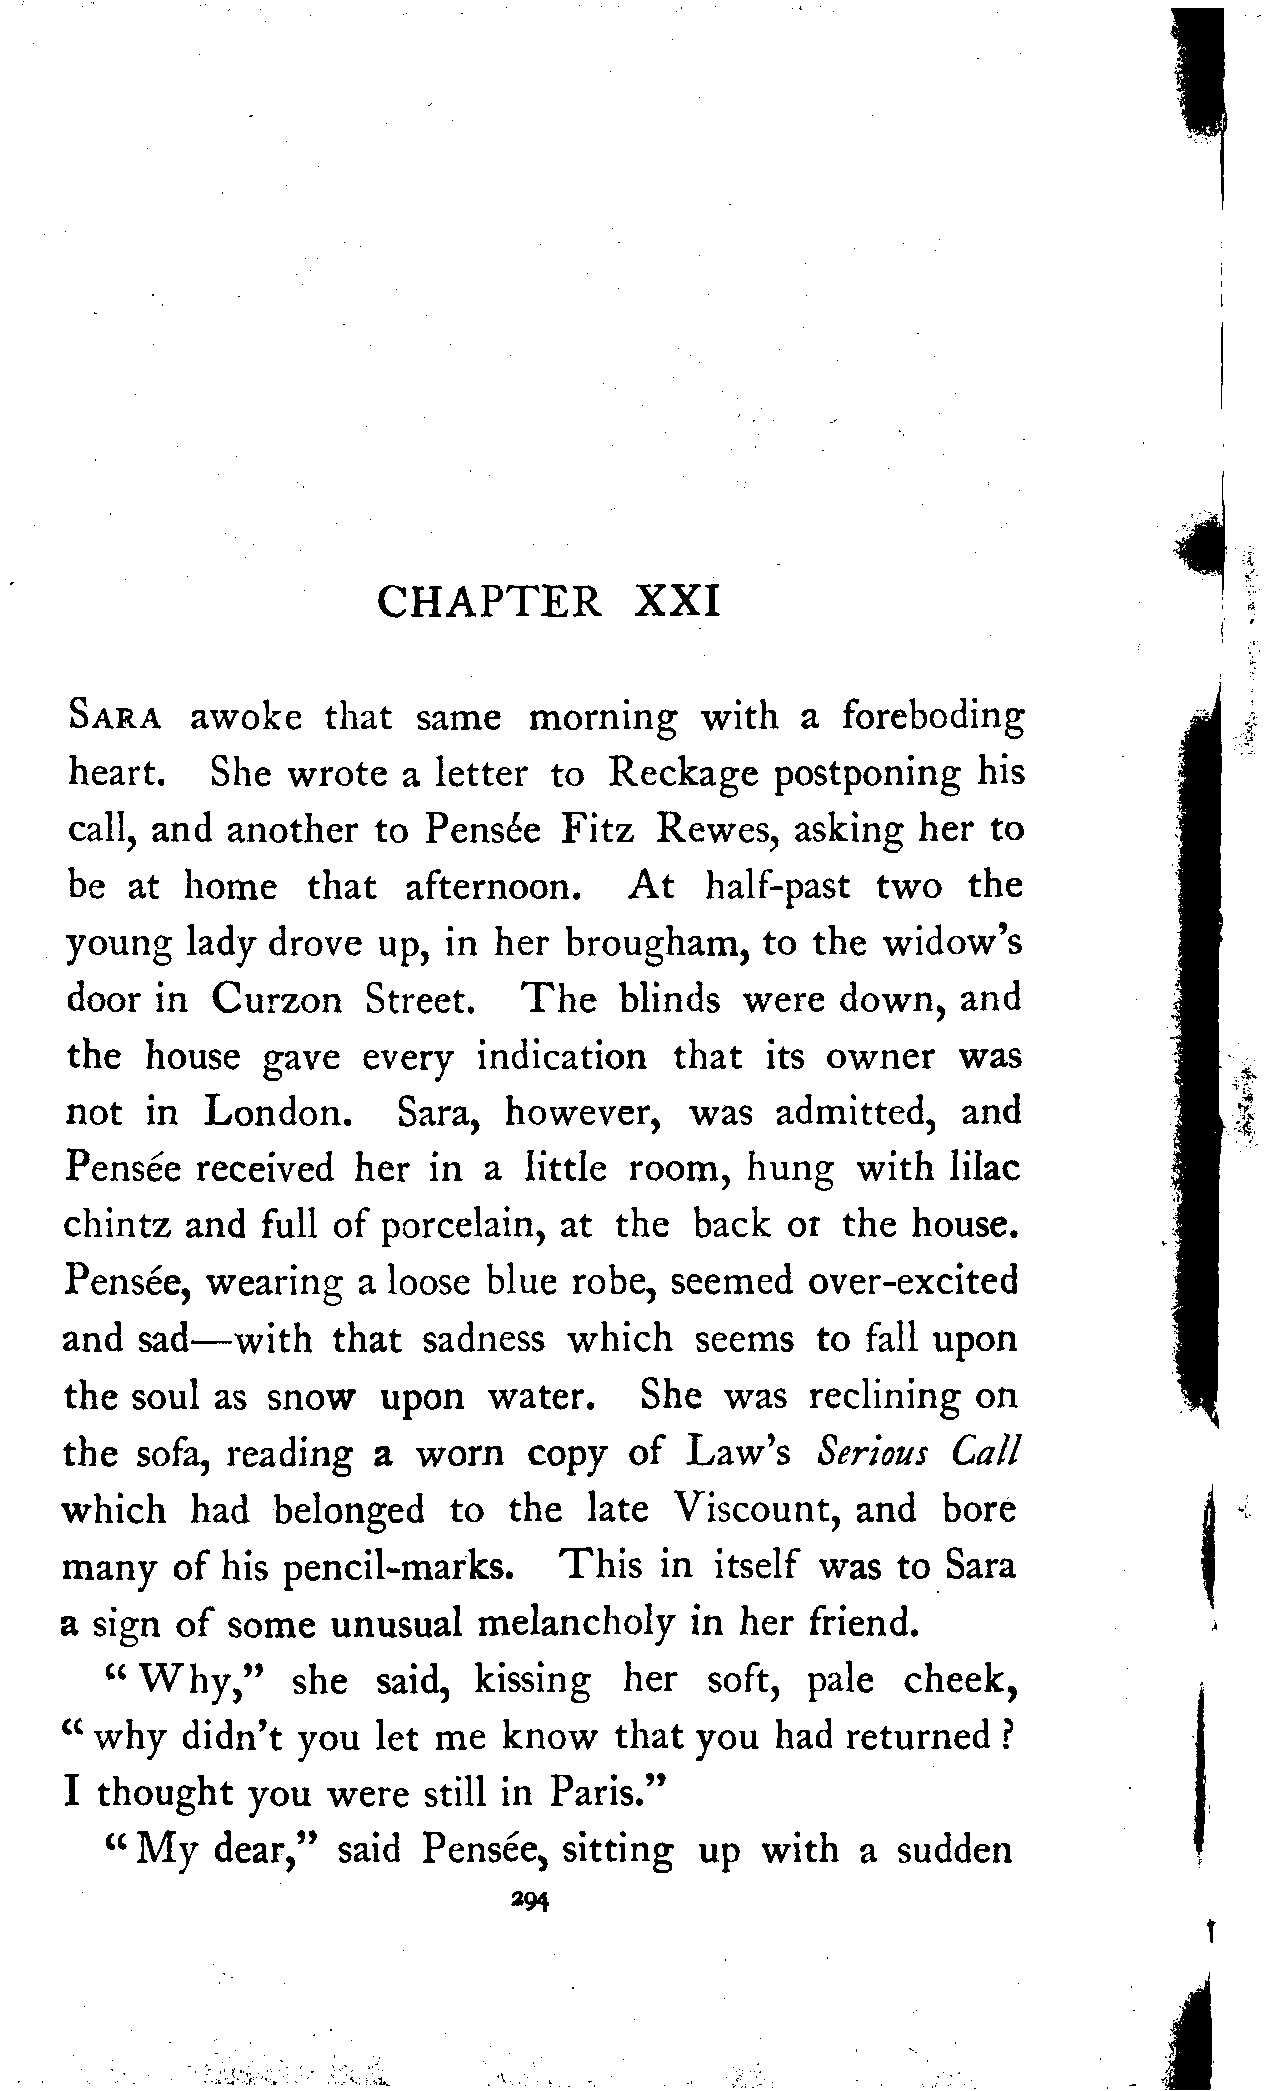 CHAPTER XXI
SARA awoke that same morning with a foreboding
heart. She wrote a letter to Reckage postponing his
call, and another to Pensée Fitz Rewes, asking her to
be at home that afternoon. At half-past two the
young lady drove up, in her brougham, to the widow's
door in Curzon Street. The blinds were down, and
the house gave every indication that its owner was
not in London. Sara, however, was admitted, and
Pensée received her in a little room, hung with lilac
chintz and full of porcelain, at the back of the house.
Pensée, wearing a loose blue robe, seemed over-excited
and sad—with that sadness which seems to fall upon
the soul as snow upon water. She was reclining on
the sofa, reading a worn copy of Law's Serious Call
which had belonged to the late Viscount, and bore
many of his pencil-marks. This in itself was to Sara
a sign of some unusual melancholy in her friend.
“Why,” she said, kissing her soft, pale cheek,
“why didn't you let me know that you had returned?
I thought you were still in Paris.”
“My dear,” said Pensée, sitting up with a sudden
294